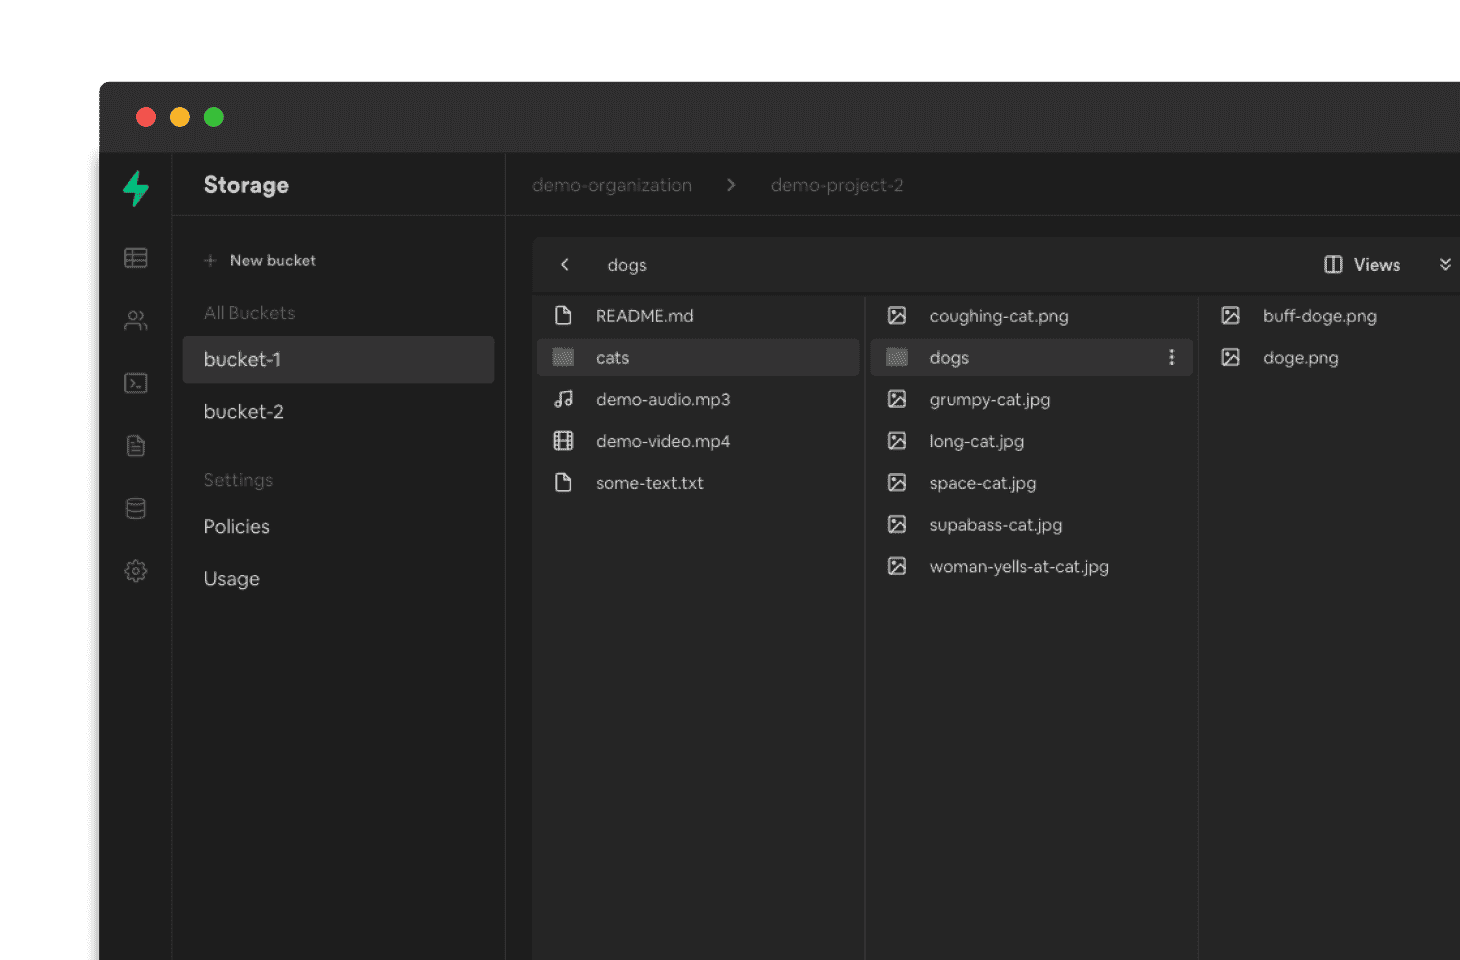 Storage
demo-organization
demo-project-2
New bucket
All Buckets
bucket-1
bucket-2
Settings
Policies
Usage
dogs
Views
README.md
cats
demo-audio.mp3
demo-video.mp4
some-text.txt
coughing-cat.png
dogs
grumpy-cat.jpg
long-cat.jpg
space-cat.jpg
supabass-cat.jpg
woman-yells-at-cat.jpg
buff-doge.png
doge.png